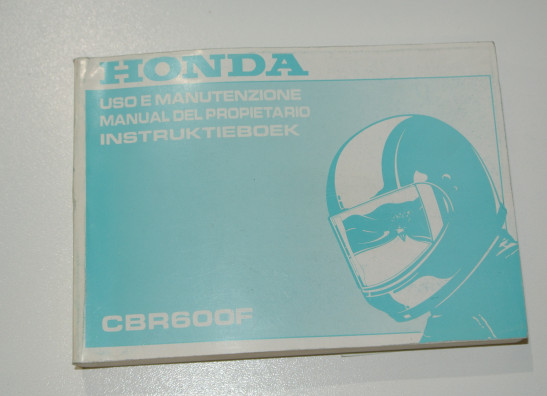 HONDA
USO E MANUTENZIONE
MANUAL DEL PROPIETARIO
INSTRUKTIEBOEK
CBR600F